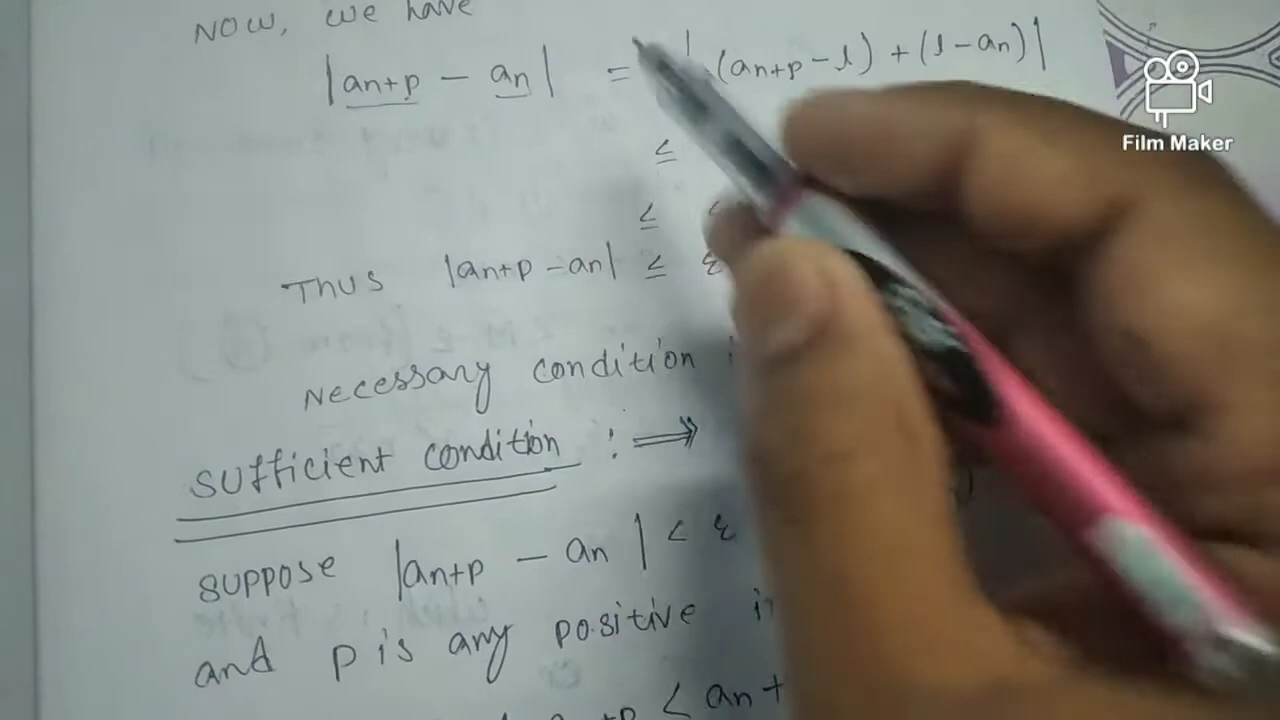 NOW, we have
|an+p - an| = |(an+p - l) + (l - an)|
Film Maker
≤
≤
Thus |an+p - an| ≤ ε
Necessary condition
sufficient condition : ⟹
suppose |an+p - an| < ε
and p is any positive
< an+